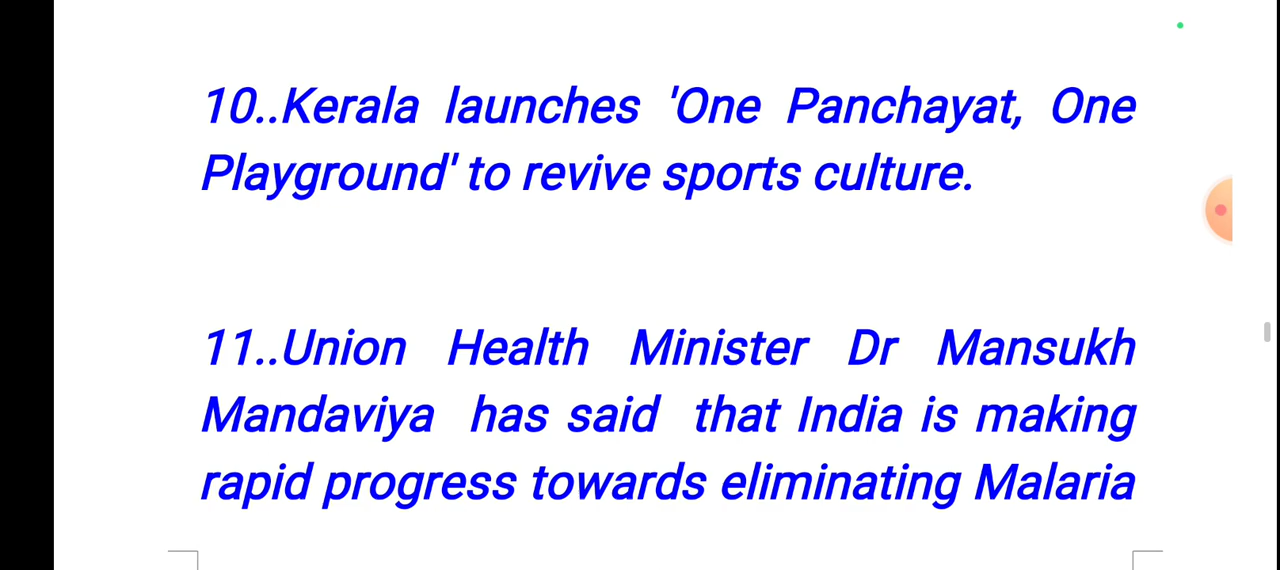 10..Kerala launches 'One Panchayat, One
Playground' to revive sports culture.
11..Union Health Minister Dr Mansukh
Mandaviya has said that India is making
rapid progress towards eliminating Malaria